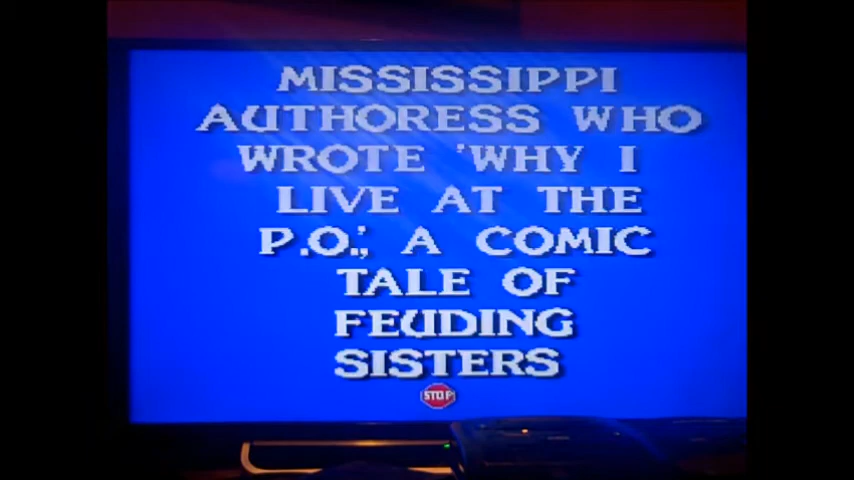 MISSISSIPPI
AUTHORESS WHO
WROTE 'WHY I
LIVE AT THE
P.O.', A COMIC
TALE OF
FEUDING
SISTERS
STOP